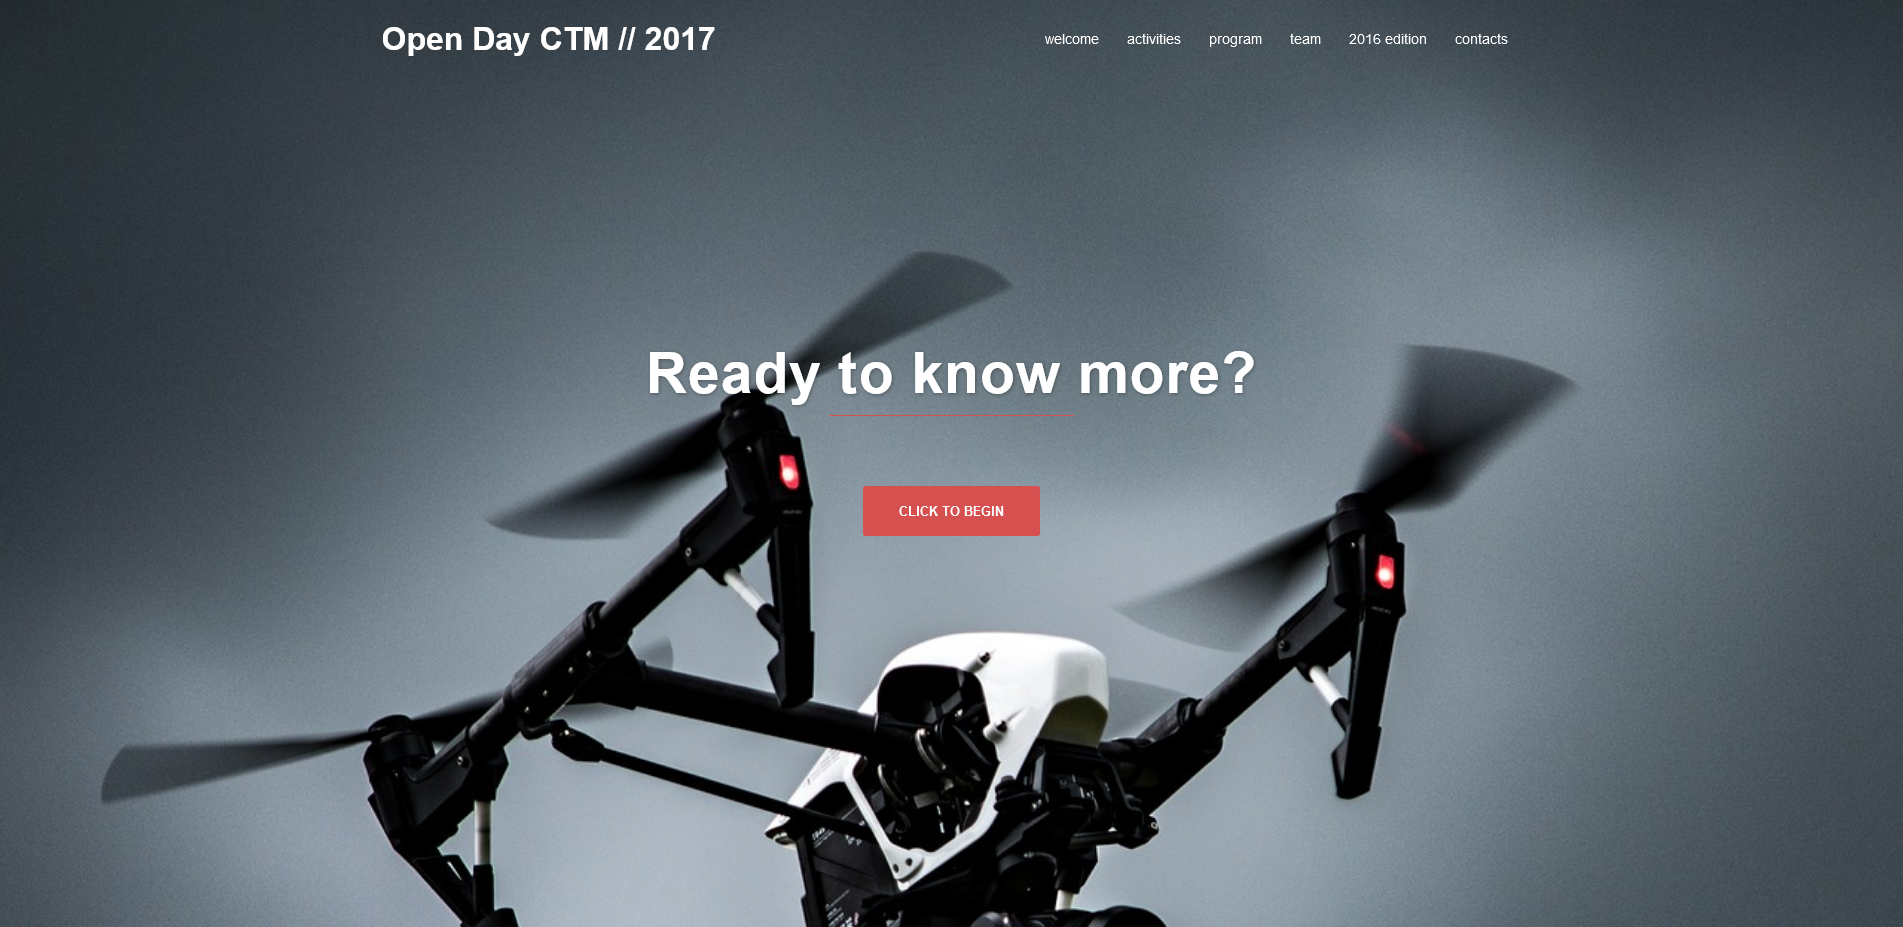 Open Day CTM // 2017
welcome activities program team 2016 edition contacts
Ready to know more?
CLICK TO BEGIN